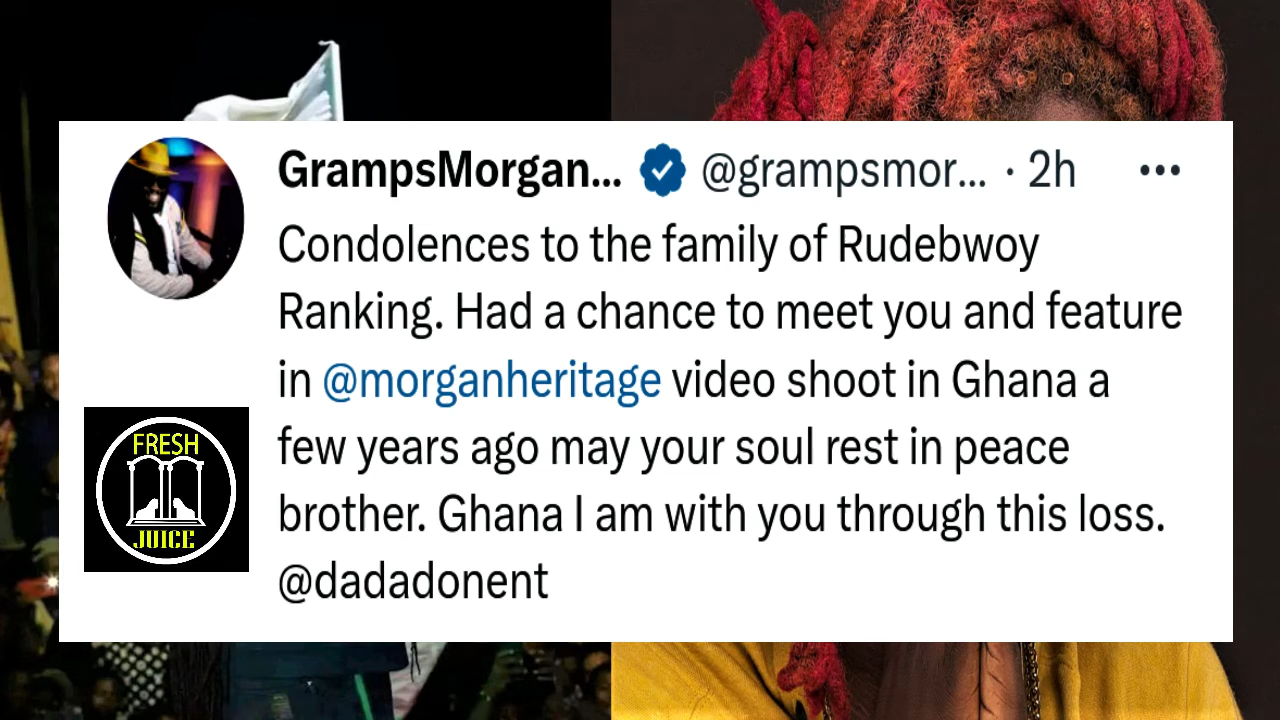 GrampsMorgan... @grampsmor... · 2h ...
Condolences to the family of Rudebwoy
Ranking. Had a chance to meet you and feature
in @morganheritage video shoot in Ghana a
few years ago may your soul rest in peace
brother. Ghana I am with you through this loss.
@dadadonent
FRESH
JUICE